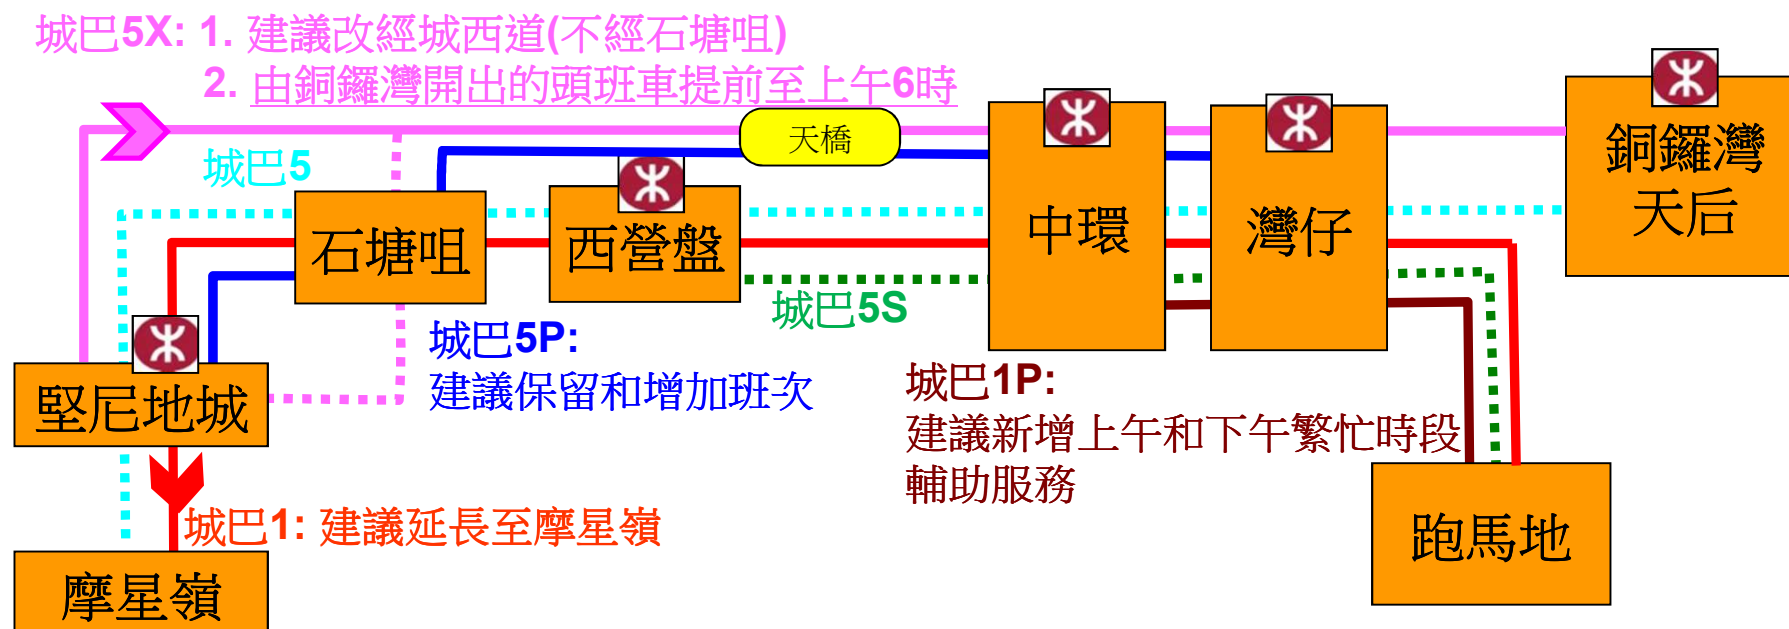 城巴5X: 1. 建議改經城西道(不經石塘咀)
2. 由銅鑼灣開出的頭班車提前至上午6時
天橋
城巴5
銅鑼灣
天后
石塘咀
西營盤
中環
灣仔
城巴5S
城巴5P:
建議保留和增加班次
堅尼地城
城巴1P:
建議新增上午和下午繁忙時段
輔助服務
城巴1: 建議延長至摩星嶺
跑馬地
摩星嶺